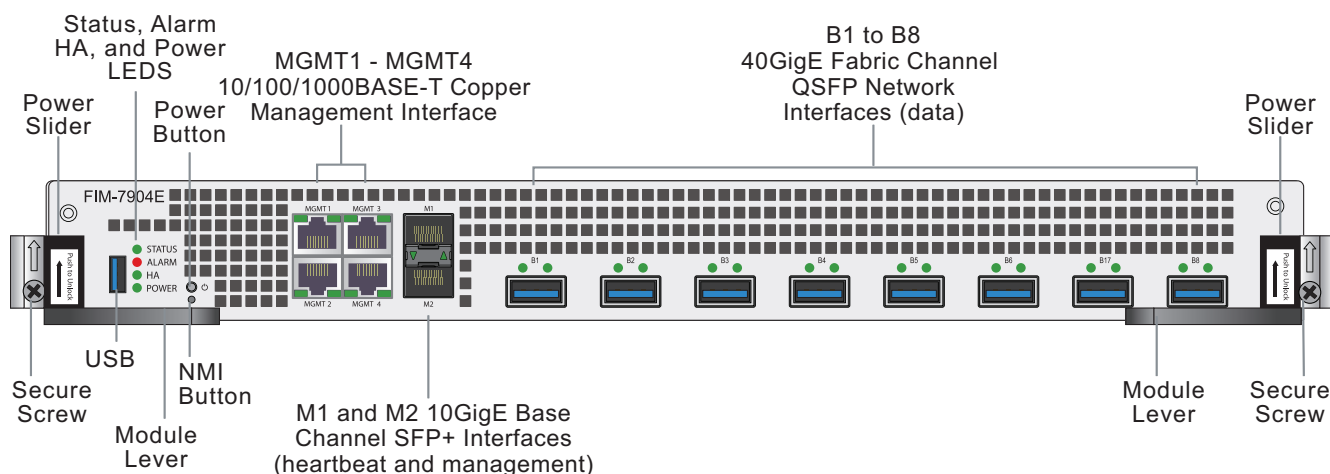 Status, Alarm
HA, and Power
LEDS
MGMT1 - MGMT4
10/100/1000BASE-T Copper
Management Interface
B1 to B8
40GigE Fabric Channel
QSFP Network
Interfaces (data)
Power
Slider
Power
Button
Power
Slider
FIM-7904E
MGMT 1
MGMT 3
M1
STATUS
ALARM
HA
POWER
Push to Unlock
B1
B2
B3
B4
B5
B6
B17
B8
Push to Unlock
MGMT 2
MGMT 4
M2
USB
NMI
Button
Secure
Screw
Module
Lever
M1 and M2 10GigE Base
Channel SFP+ Interfaces
(heartbeat and management)
Module
Lever
Secure
Screw